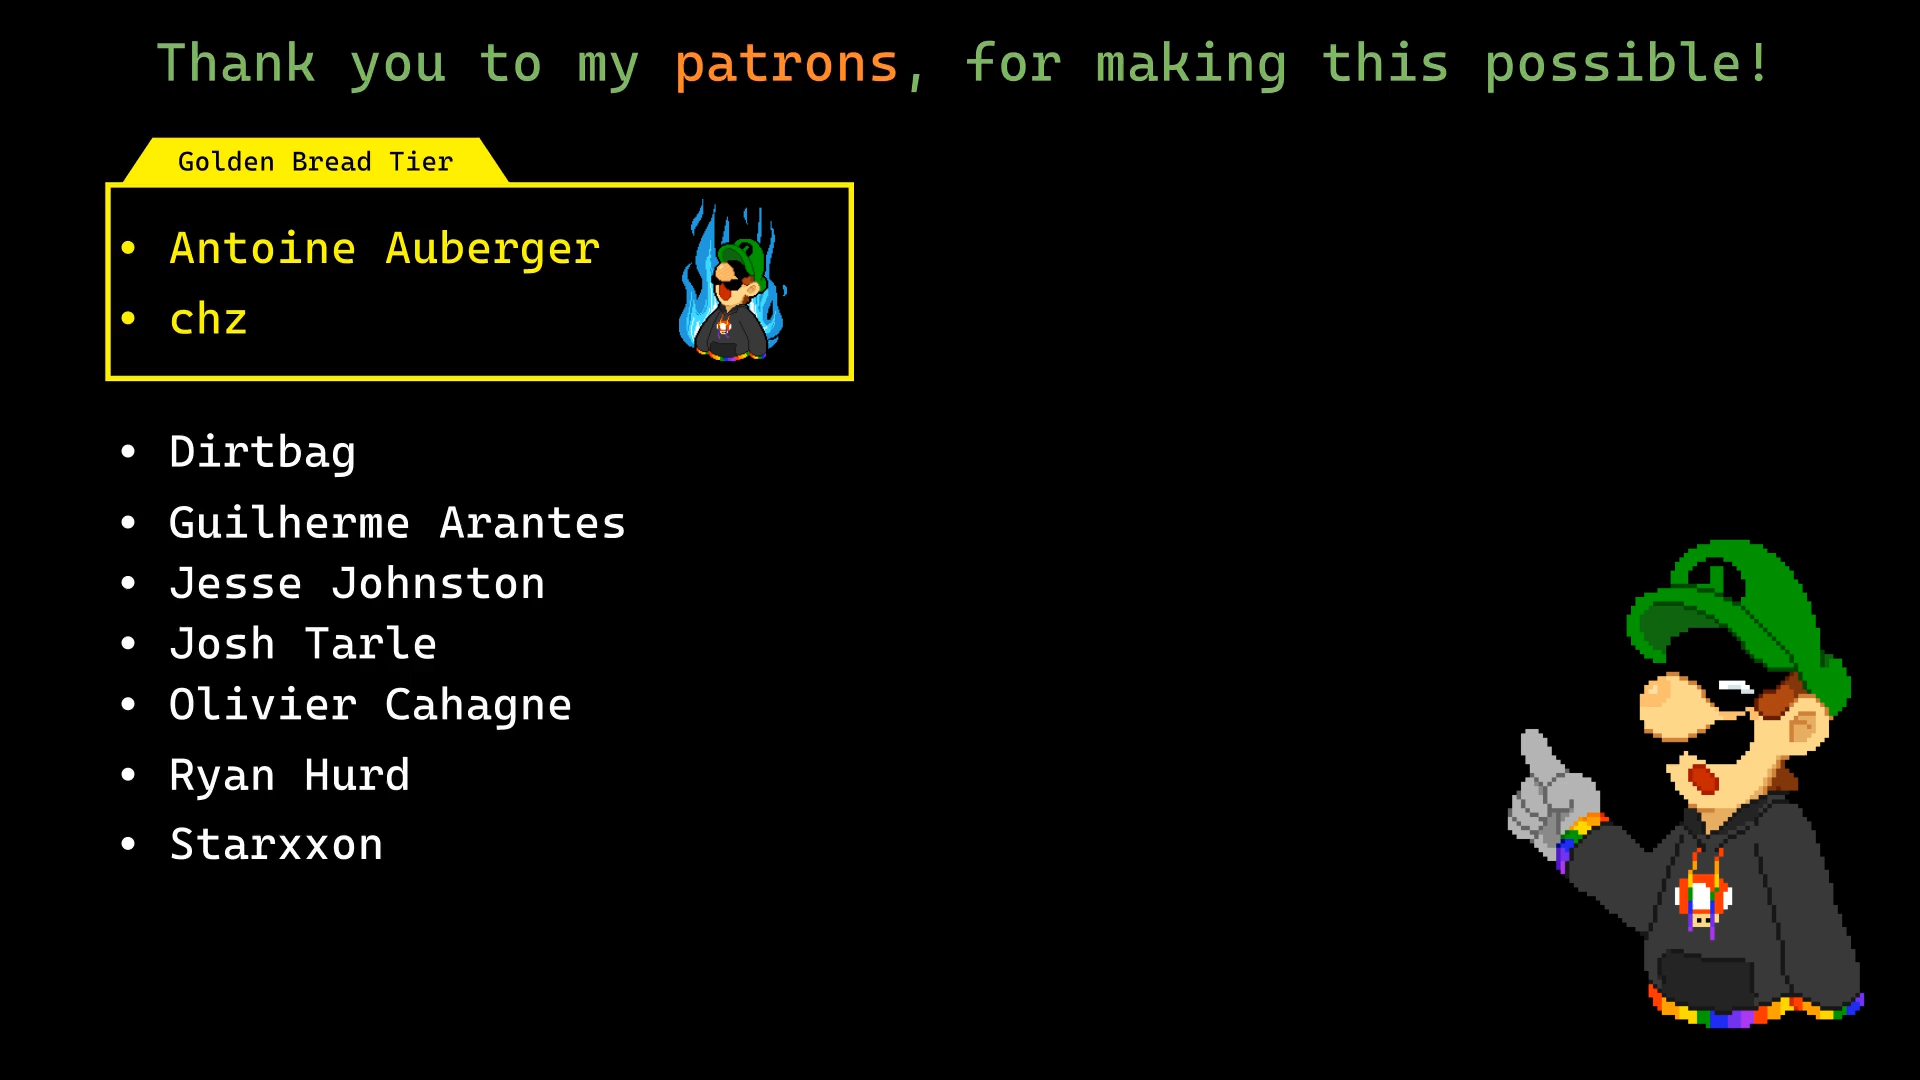 Thank you to my patrons, for making this possible!
Golden Bread Tier
• Antoine Auberger
• chz
• Dirtbag
• Guilherme Arantes
• Jesse Johnston
• Josh Tarle
• Olivier Cahagne
• Ryan Hurd
• Starxxon